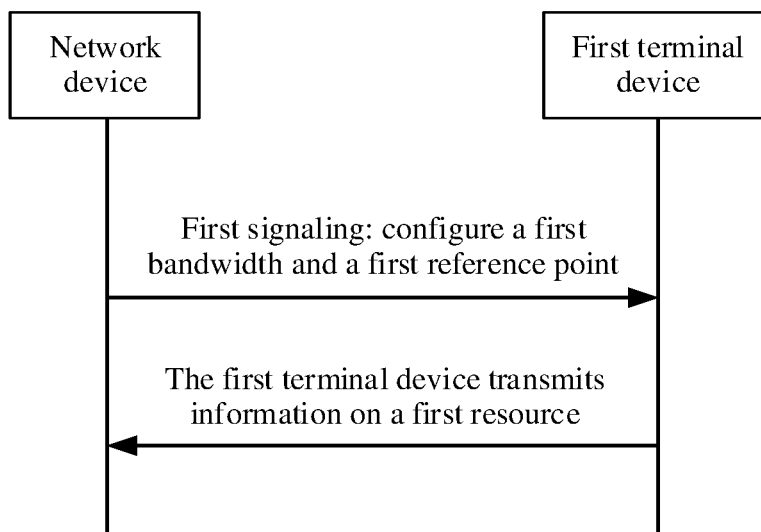 Network
device
First terminal
device
First signaling: configure a first
bandwidth and a first reference point
The first terminal device transmits
information on a first resource